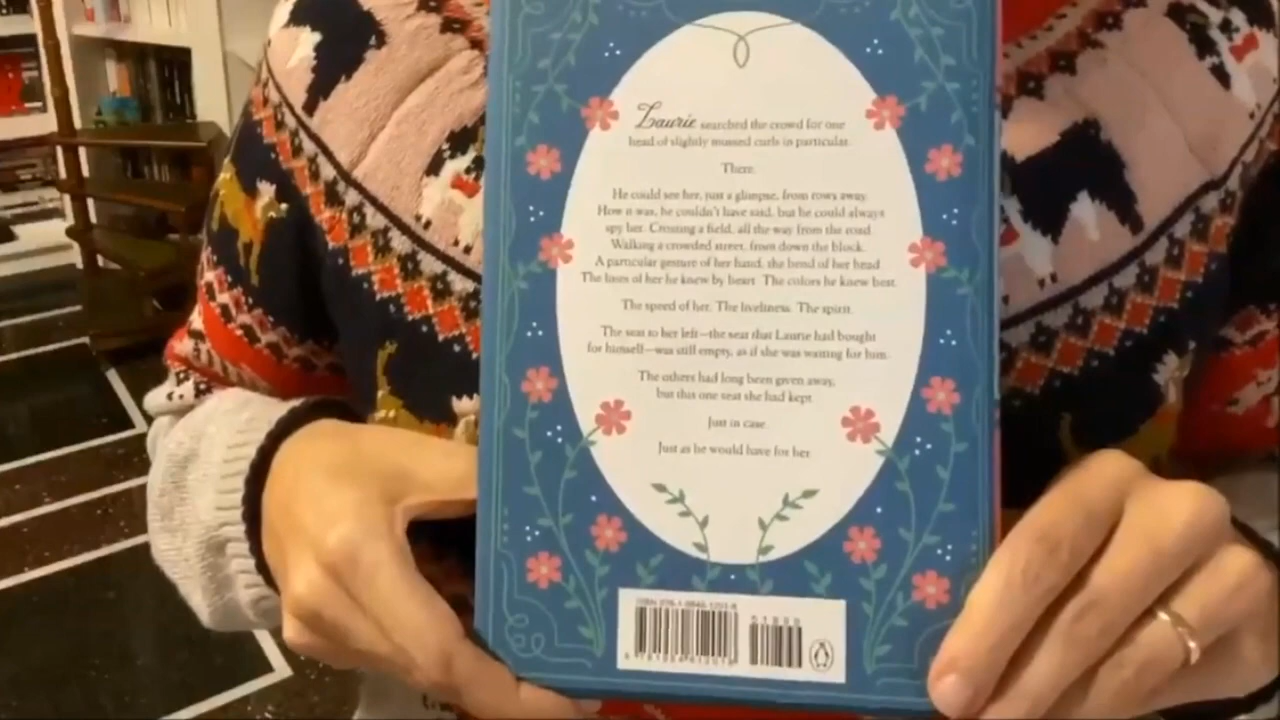 Laurie searched the crowd for one
head of slightly mussed curls in particular.
There.
He could see her, just a glimpse, from rows away.
How it was, he couldn't have said, but he could always
spy her. Crossing a field, all the way from the road.
Walking a crowded street, from down the block.
A particular gesture of her hand, the bend of her head.
The lines of her he knew by heart. The colors he knew best.
The speed of her. The liveliness. The spirit.
The seat to her left—the seat that Laurie had bought
for himself—was still empty, as if she was waiting for him.
The others had long been given away,
but this one seat she had kept.
Just in case.
Just as he would have for her.
ISBN